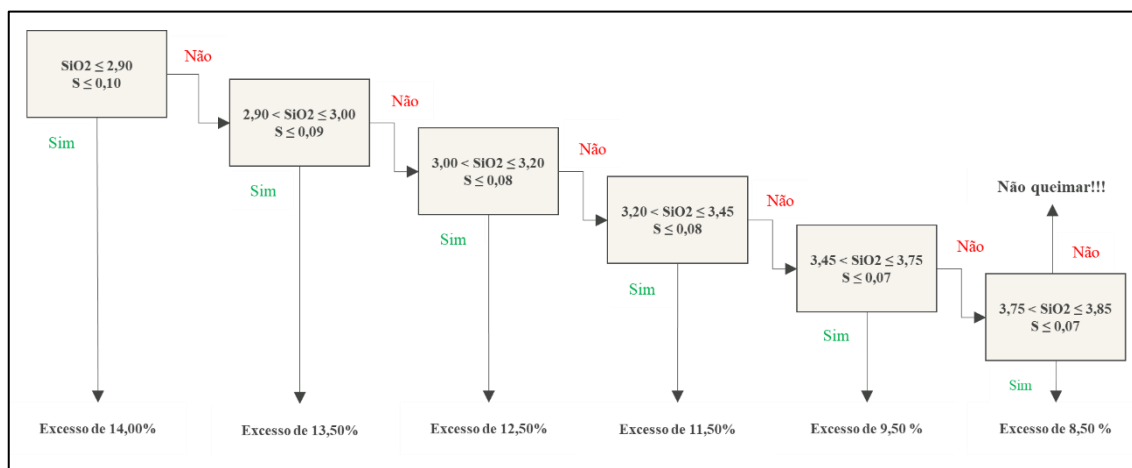 SiO2 ≤ 2,90
S ≤ 0,10
Não
Sim
2,90 < SiO2 ≤ 3,00
S ≤ 0,09
Não
Sim
3,00 < SiO2 ≤ 3,20
S ≤ 0,08
Não
Sim
3,20 < SiO2 ≤ 3,45
S ≤ 0,08
Não
Sim
3,45 < SiO2 ≤ 3,75
S ≤ 0,07
Não
Sim
Não queimar!!!
Não
3,75 < SiO2 ≤ 3,85
S ≤ 0,07
Sim
Excesso de 14,00%
Excesso de 13,50%
Excesso de 12,50%
Excesso de 11,50%
Excesso de 9,50 %
Excesso de 8,50 %